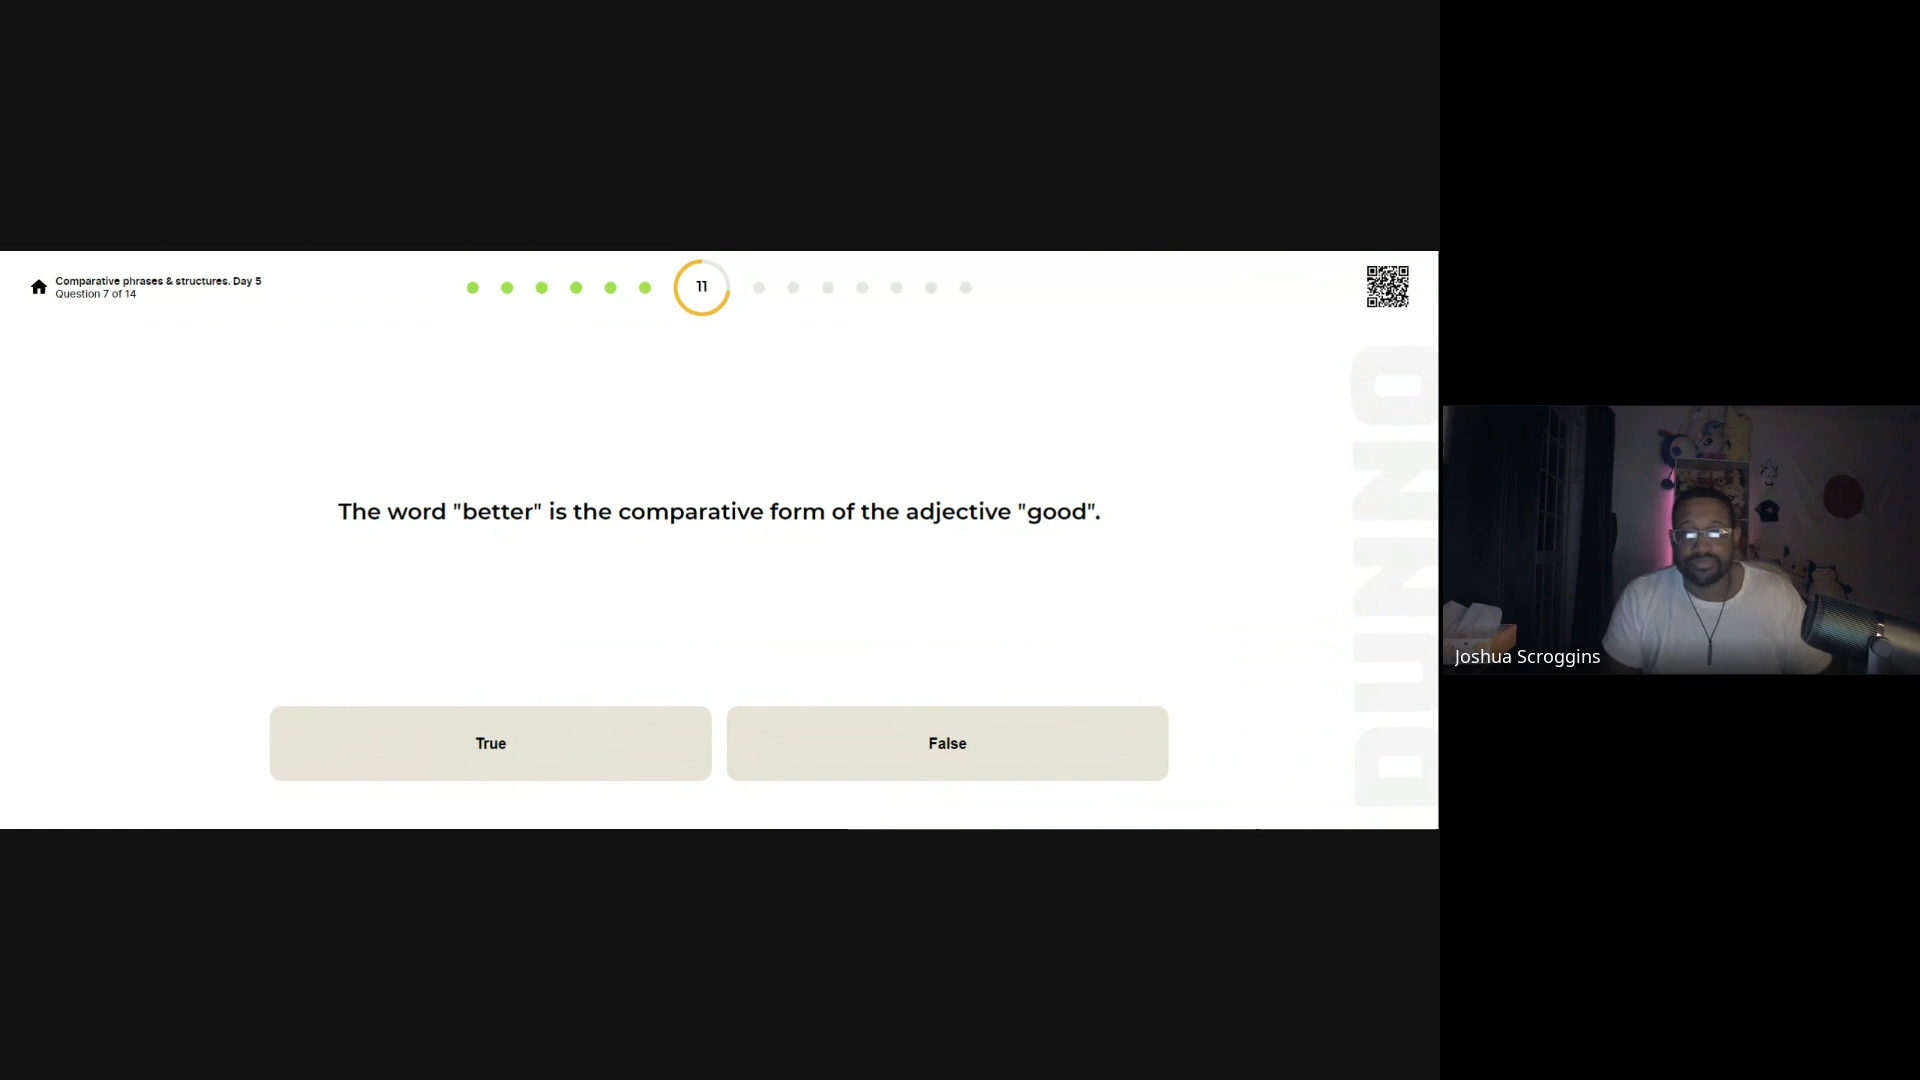 Comparative phrases & structures. Day 5
Question 7 of 14
11
The word "better" is the comparative form of the adjective "good".
True
False
DUNNO
Joshua Scroggins